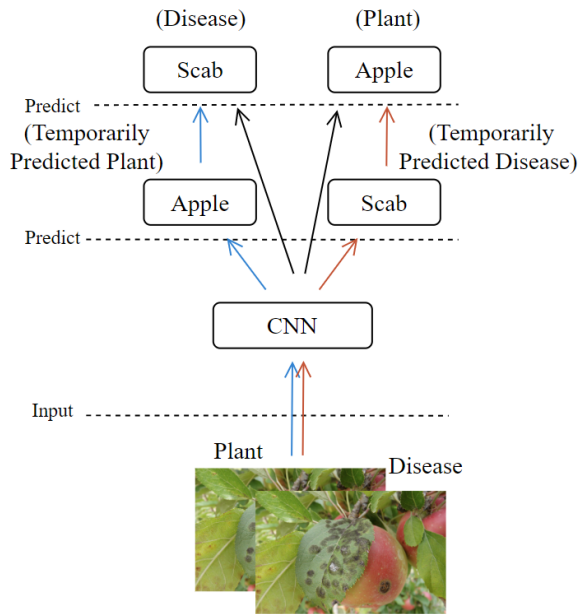 (Disease)
(Plant)
Scab
Apple
Predict
(Temporarily
Predicted Plant)
(Temporarily
Predicted Disease)
Apple
Scab
Predict
CNN
Input
Plant
Disease